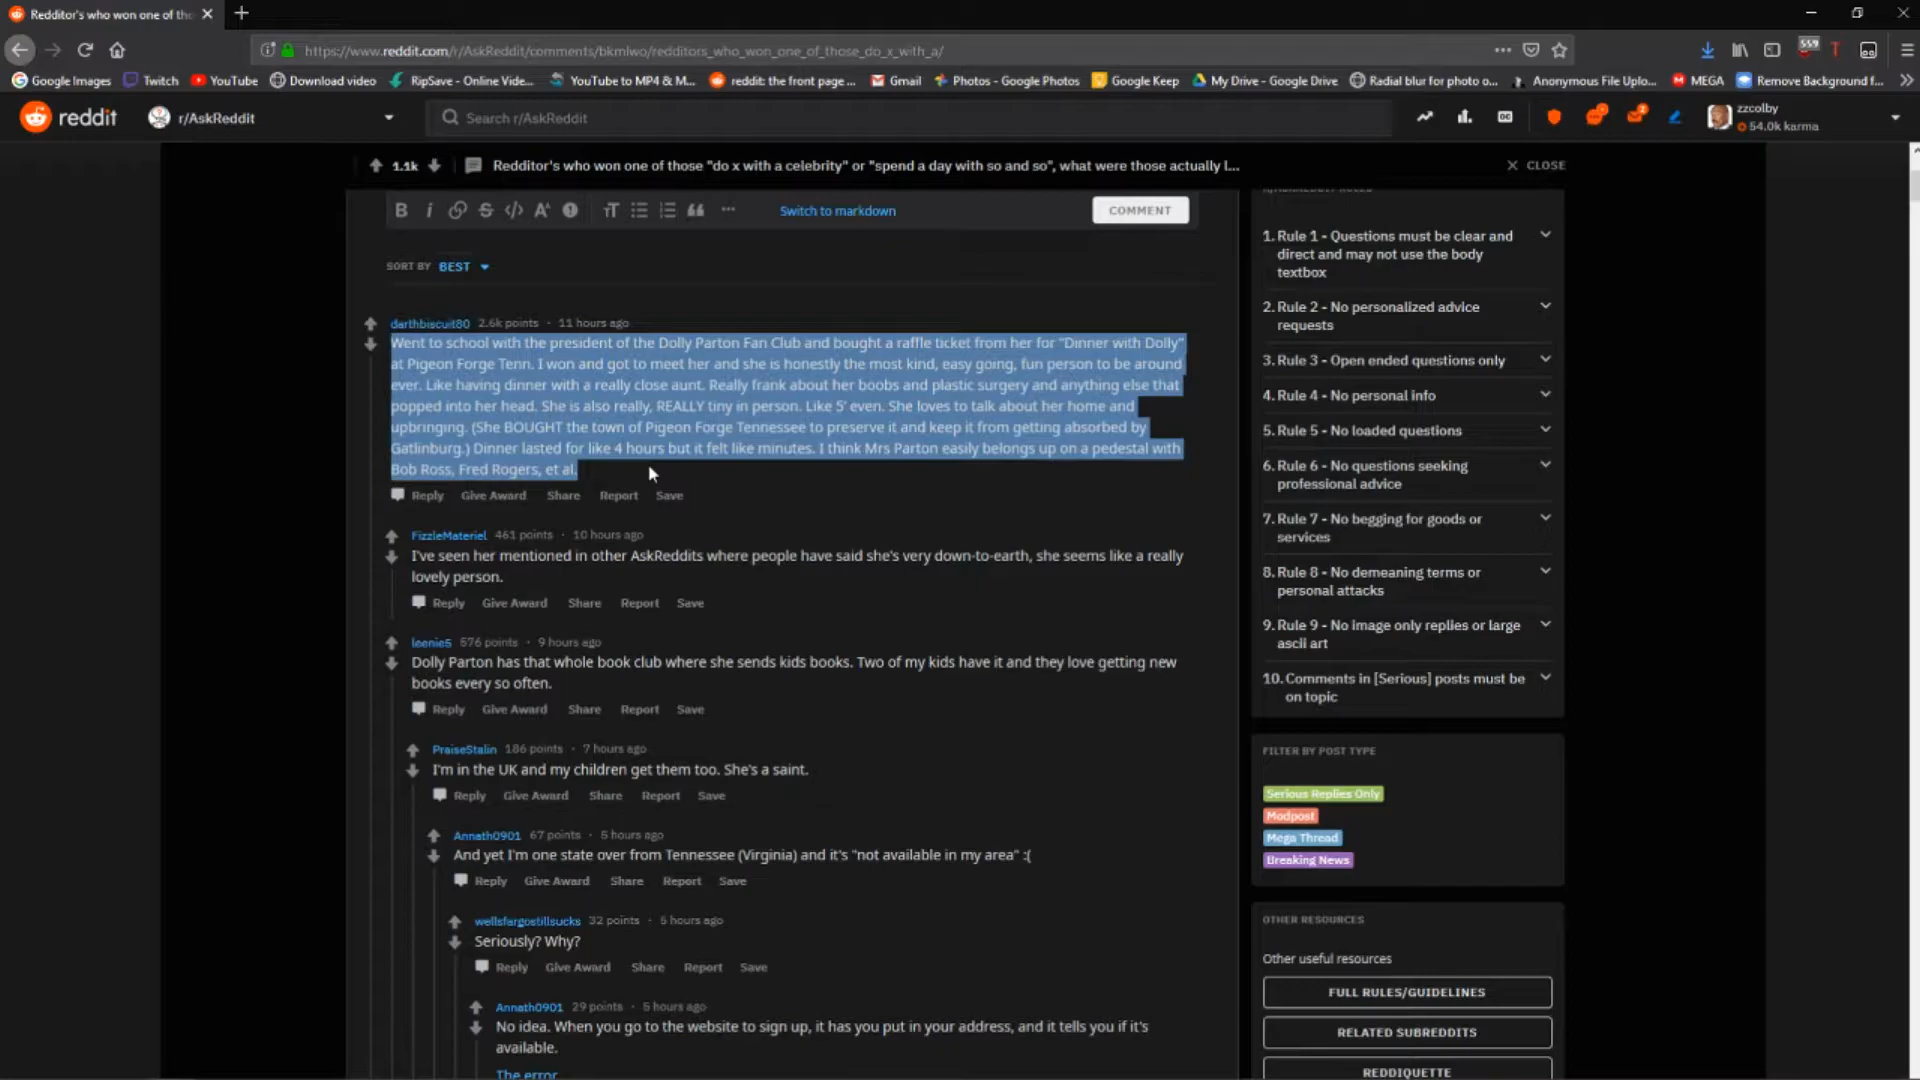 Redditor's who won one of tho
https://www.reddit.com/r/AskReddit/comments/bkmlwo/redditors_who_won_one_of_those_do_x_with_a/
559
Google Images Twitch YouTube Download video RipSave - Online Vide... YouTube to MP4 & M... reddit: the front page ... Gmail Photos - Google Photos Google Keep My Drive - Google Drive Radial blur for photo o... Anonymous File Uplo... MEGA Remove Background f...
reddit r/AskReddit Search r/AskReddit
zzcolby
54.0k karma
1.1k Redditor's who won one of those "do x with a celebrity" or "spend a day with so and so", what were those actually l... CLOSE
Switch to markdown COMMENT
SORT BY BEST
darthbiscuit80 2.6k points · 11 hours ago
Went to school with the president of the Dolly Parton Fan Club and bought a raffle ticket from her for "Dinner with Dolly"
at Pigeon Forge Tenn. I won and got to meet her and she is honestly the most kind, easy going, fun person to be around
ever. Like having dinner with a really close aunt. Really frank about her boobs and plastic surgery and anything else that
popped into her head. She is also really, REALLY tiny in person. Like 5' even. She loves to talk about her home and
upbringing. (She BOUGHT the town of Pigeon Forge Tennessee to preserve it and keep it from getting absorbed by
Gatlinburg.) Dinner lasted for like 4 hours but it felt like minutes. I think Mrs Parton easily belongs up on a pedestal with
Bob Ross, Fred Rogers, et al.
Reply Give Award Share Report Save
FizzleMateriel 461 points · 10 hours ago
I've seen her mentioned in other AskReddits where people have said she's very down-to-earth, she seems like a really
lovely person.
Reply Give Award Share Report Save
leenie5 576 points · 9 hours ago
Dolly Parton has that whole book club where she sends kids books. Two of my kids have it and they love getting new
books every so often.
Reply Give Award Share Report Save
PraiseStalin 186 points · 7 hours ago
I'm in the UK and my children get them too. She's a saint.
Reply Give Award Share Report Save
Annath0901 67 points · 5 hours ago
And yet I'm one state over from Tennessee (Virginia) and it's "not available in my area" :(
Reply Give Award Share Report Save
wellsfargostillsucks 32 points · 5 hours ago
Seriously? Why?
Reply Give Award Share Report Save
Annath0901 29 points · 5 hours ago
No idea. When you go to the website to sign up, it has you put in your address, and it tells you if it's
available.
The error
1. Rule 1 - Questions must be clear and
direct and may not use the body
textbox
2. Rule 2 - No personalized advice
requests
3. Rule 3 - Open ended questions only
4. Rule 4 - No personal info
5. Rule 5 - No loaded questions
6. Rule 6 - No questions seeking
professional advice
7. Rule 7 - No begging for goods or
services
8. Rule 8 - No demeaning terms or
personal attacks
9. Rule 9 - No image only replies or large
ascii art
10. Comments in [Serious] posts must be
on topic
FILTER BY POST TYPE
Serious Replies Only
Modpost
Mega Thread
Breaking News
OTHER RESOURCES
Other useful resources
FULL RULES/GUIDELINES
RELATED SUBREDDITS
REDDIQUETTE